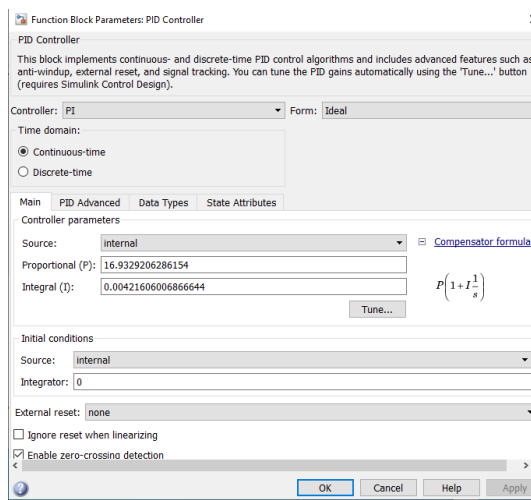 Function Block Parameters: PID Controller
PID Controller
This block implements continuous- and discrete-time PID control algorithms and includes advanced features such as
anti-windup, external reset, and signal tracking. You can tune the PID gains automatically using the 'Tune...' button
(requires Simulink Control Design).
Controller: PI Form: Ideal
Time domain:
Continuous-time
Discrete-time
Main PID Advanced Data Types State Attributes
Controller parameters
Source: internal Compensator formula
Proportional (P): 16.9329206286154
Integral (I): 0.00421606006866644
P(1+I1/s)
Tune...
Initial conditions
Source: internal
Integrator: 0
External reset: none
Ignore reset when linearizing
Enable zero-crossing detection
OK Cancel Help Apply